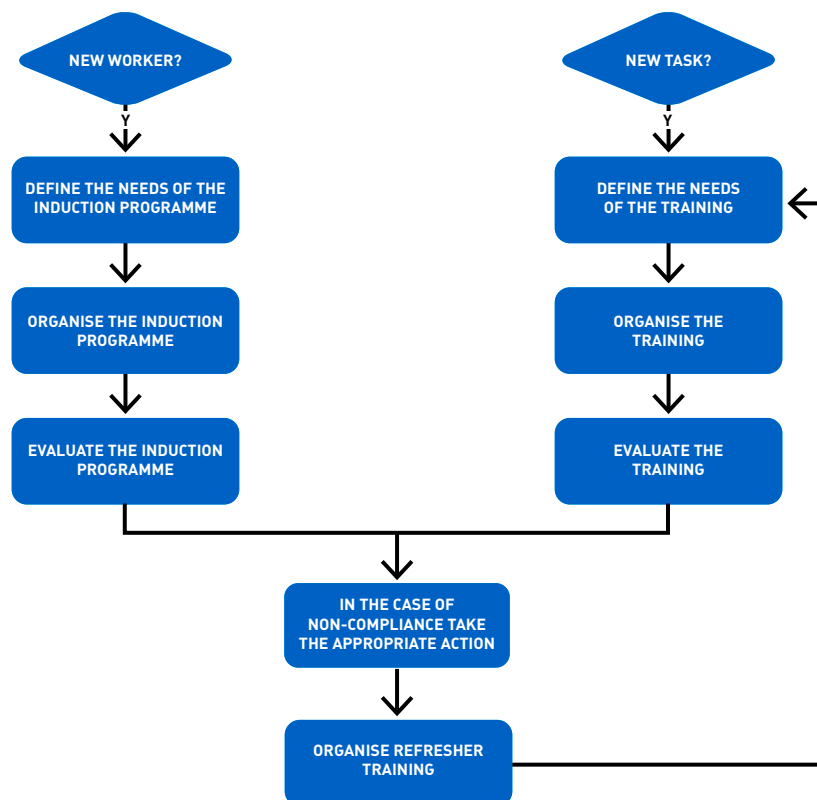 NEW WORKER?
NEW TASK?
Y
Y
DEFINE THE NEEDS OF THE
INDUCTION PROGRAMME
DEFINE THE NEEDS
OF THE TRAINING
ORGANISE THE INDUCTION
PROGRAMME
ORGANISE THE
TRAINING
EVALUATE THE INDUCTION
PROGRAMME
EVALUATE THE
TRAINING
IN THE CASE OF
NON-COMPLIANCE TAKE
THE APPROPRIATE ACTION
ORGANISE REFRESHER
TRAINING